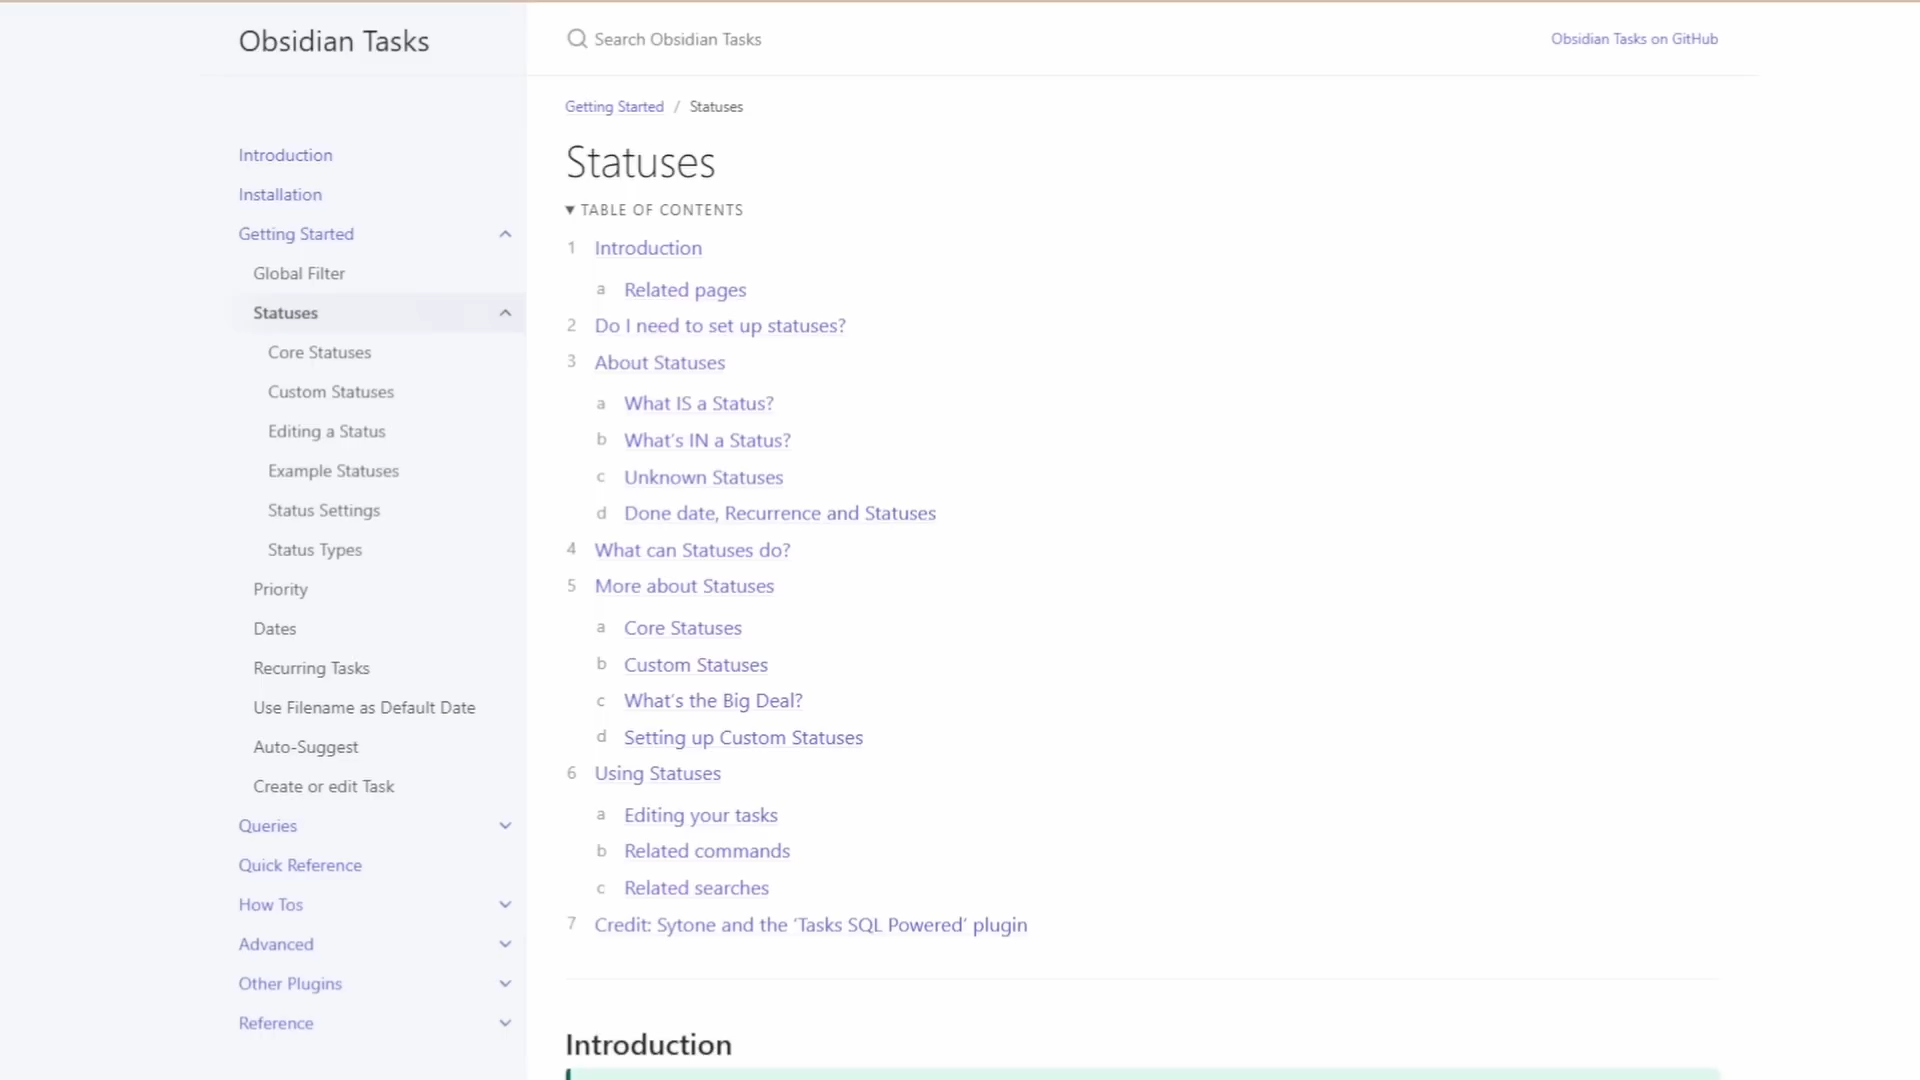 Obsidian Tasks
Search Obsidian Tasks
Obsidian Tasks on GitHub
Introduction
Installation
Getting Started
Global Filter
Statuses
Core Statuses
Custom Statuses
Editing a Status
Example Statuses
Status Settings
Status Types
Priority
Dates
Recurring Tasks
Use Filename as Default Date
Auto-Suggest
Create or edit Task
Queries
Quick Reference
How Tos
Advanced
Other Plugins
Reference
Getting Started / Statuses
Statuses
▼ TABLE OF CONTENTS
1 Introduction
a Related pages
2 Do I need to set up statuses?
3 About Statuses
a What IS a Status?
b What’s IN a Status?
c Unknown Statuses
d Done date, Recurrence and Statuses
4 What can Statuses do?
5 More about Statuses
a Core Statuses
b Custom Statuses
c What’s the Big Deal?
d Setting up Custom Statuses
6 Using Statuses
a Editing your tasks
b Related commands
c Related searches
7 Credit: Sytone and the ‘Tasks SQL Powered’ plugin
Introduction